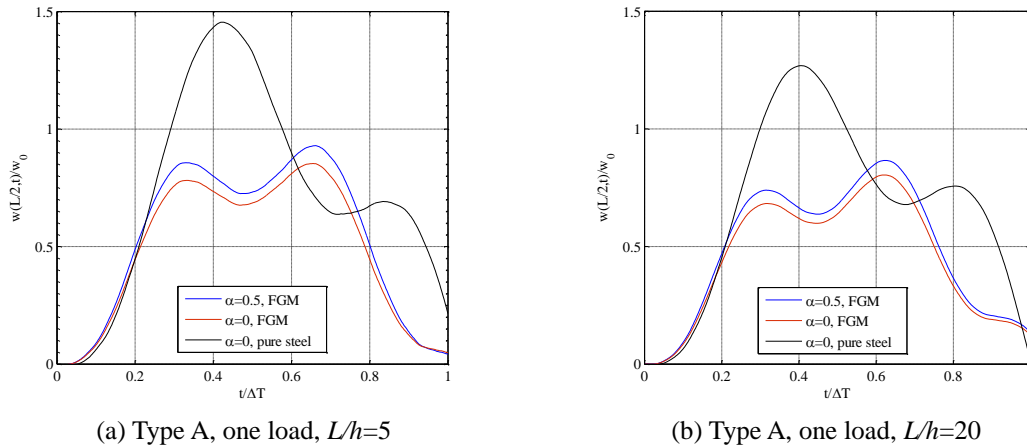 1.5
1
0.5
0
w(L/2,t)/w0
0 0.2 0.4 0.6 0.8 1
t/ΔT
α=0.5, FGM
α=0, FGM
α=0, pure steel
(a) Type A, one load, L/h=5
1.5
1
0.5
0
w(L/2,t)/w0
0 0.2 0.4 0.6 0.8
t/ΔT
α=0.5, FGM
α=0, FGM
α=0, pure steel
(b) Type A, one load, L/h=20